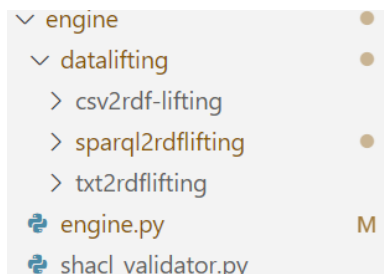 engine
datalifting
csv2rdf-lifting
sparql2rdflifting
txt2rdflifting
engine.py M
shacl_validator.py